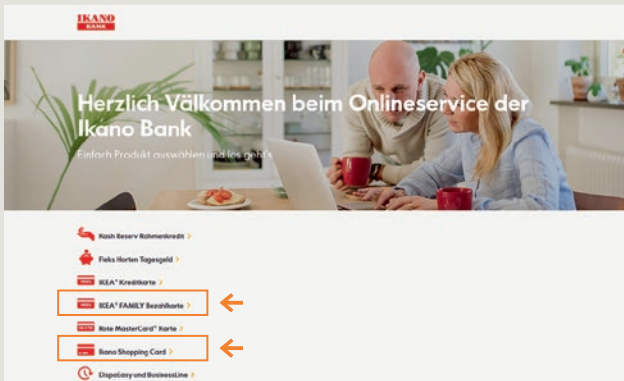 IKANO
BANK
Herzlich Välkommen beim Onlineservice der
Ikano Bank
Einfach Produkt auswählen und los geht's
Kash Reserv Rahmenkredit >
Fleks Horten Tagesgeld >
IKEA® Kreditkarte >
IKEA® FAMILY Bezahlkarte >
Rote MasterCard® Karte >
Ikano Shopping Card >
DispoEasy und BusinessLine >